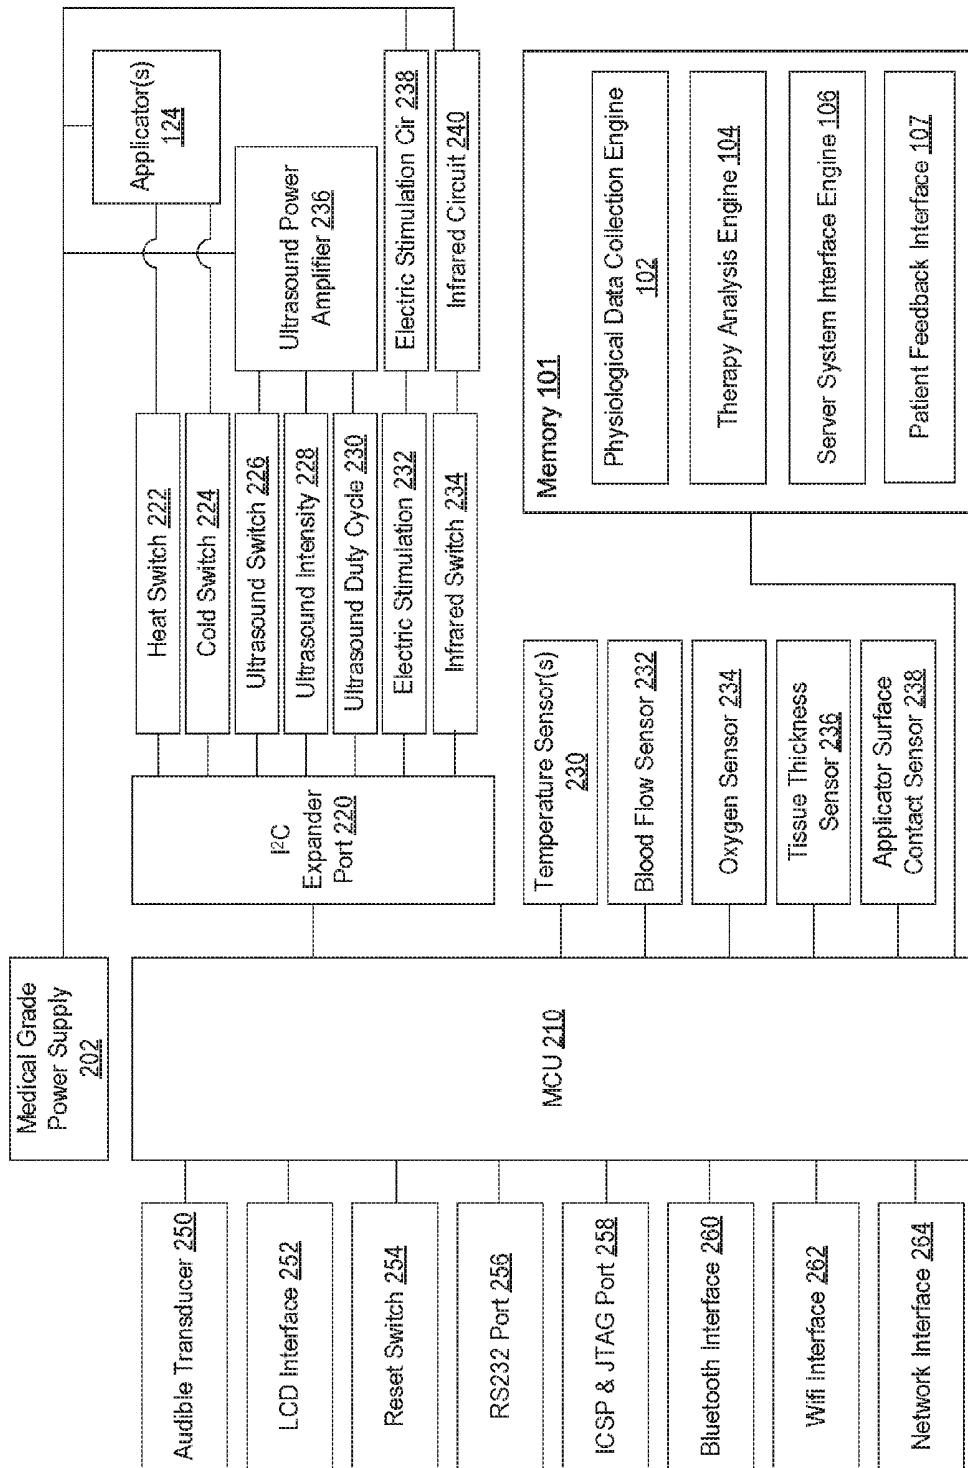 Medical Grade
Power Supply
202
Audible Transducer 250
LCD Interface 252
Reset Switch 254
RS232 Port 256
ICSP & JTAG Port 258
Bluetooth Interface 260
Wifi Interface 262
Network Interface 264
MCU 210
I²C
Expander
Port 220
Heat Switch 222
Cold Switch 224
Ultrasound Switch 226
Ultrasound Intensity 228
Ultrasound Duty Cycle 230
Electric Stimulation 232
Infrared Switch 234
Applicator(s)
124
Ultrasound Power
Amplifier 236
Electric Stimulation Cir 238
Infrared Circuit 240
Temperature Sensor(s)
230
Blood Flow Sensor 232
Oxygen Sensor 234
Tissue Thickness
Sensor 236
Applicator Surface
Contact Sensor 238
Memory 101
Physiological Data Collection Engine
102
Therapy Analysis Engine 104
Server System Interface Engine 106
Patient Feedback Interface 107